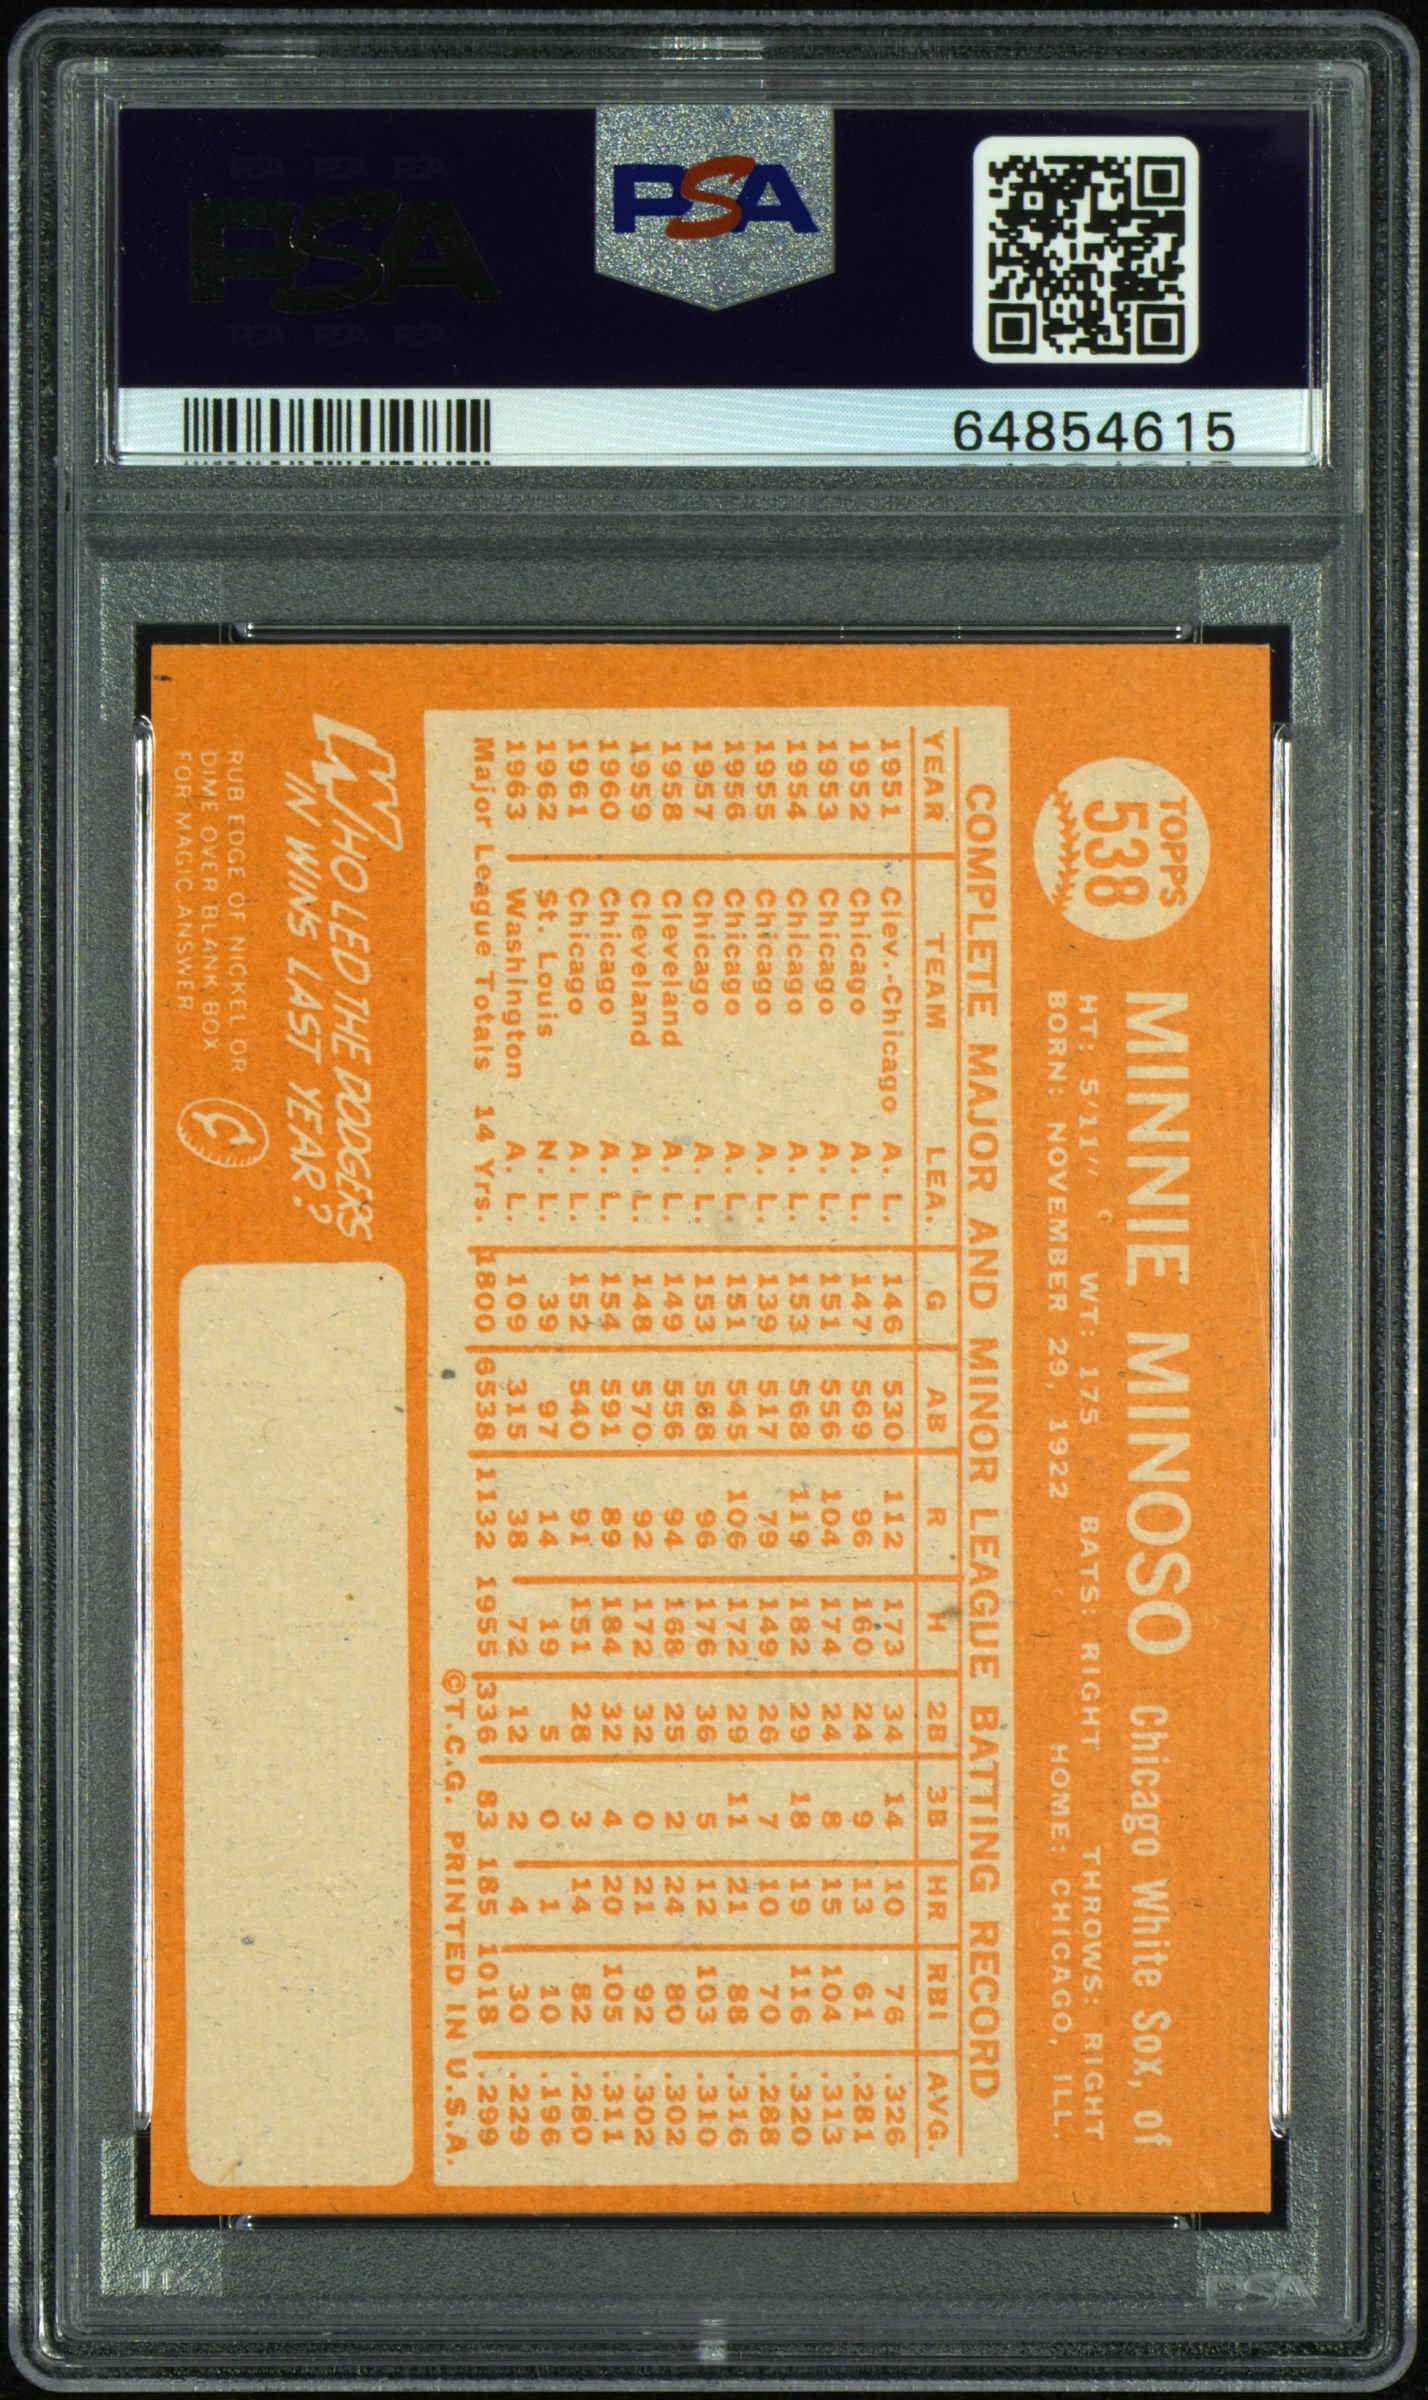 PSA PSA PSA
PSA
PSA PSA PSA
PSA
64854615
TOPPS
538
MINNIE MINOSO Chicago White Sox, of
HT: 5'11" WT: 175 BATS: RIGHT THROWS: RIGHT
BORN: NOVEMBER 29, 1922 HOME: CHICAGO, ILL.
COMPLETE MAJOR AND MINOR LEAGUE BATTING RECORD
YEAR TEAM LEA. G AB R H 2B 3B HR RBI AVG.
1951 Clev.-Chicago A. L. 146 530 112 173 34 14 10 76 .326
1952 Chicago A. L. 147 569 96 160 24 9 13 61 .281
1953 Chicago A. L. 151 556 104 174 24 8 15 104 .313
1954 Chicago A. L. 153 568 119 182 29 18 19 116 .320
1955 Chicago A. L. 139 517 79 149 26 7 10 70 .288
1956 Chicago A. L. 151 545 106 172 29 11 21 88 .316
1957 Chicago A. L. 153 568 96 176 36 5 12 103 .310
1958 Cleveland A. L. 149 556 94 168 25 2 24 80 .302
1959 Cleveland A. L. 148 570 92 172 32 0 21 92 .302
1960 Chicago A. L. 154 591 89 184 32 4 20 105 .311
1961 Chicago A. L. 152 540 91 151 28 3 14 82 .280
1962 St. Louis N. L. 39 97 14 19 5 0 1 10 .196
1963 Washington A. L. 109 315 38 72 12 2 4 30 .229
Major League Totals 14 Yrs. 1800 6538 1132 1955 336 83 185 1018 .299
©T.C.G. PRINTED IN U.S.A.
WHO LED THE DODGERS
IN WINS LAST YEAR?
RUB EDGE OF NICKEL OR
DIME OVER BLANK BOX
FOR MAGIC ANSWER
PSA